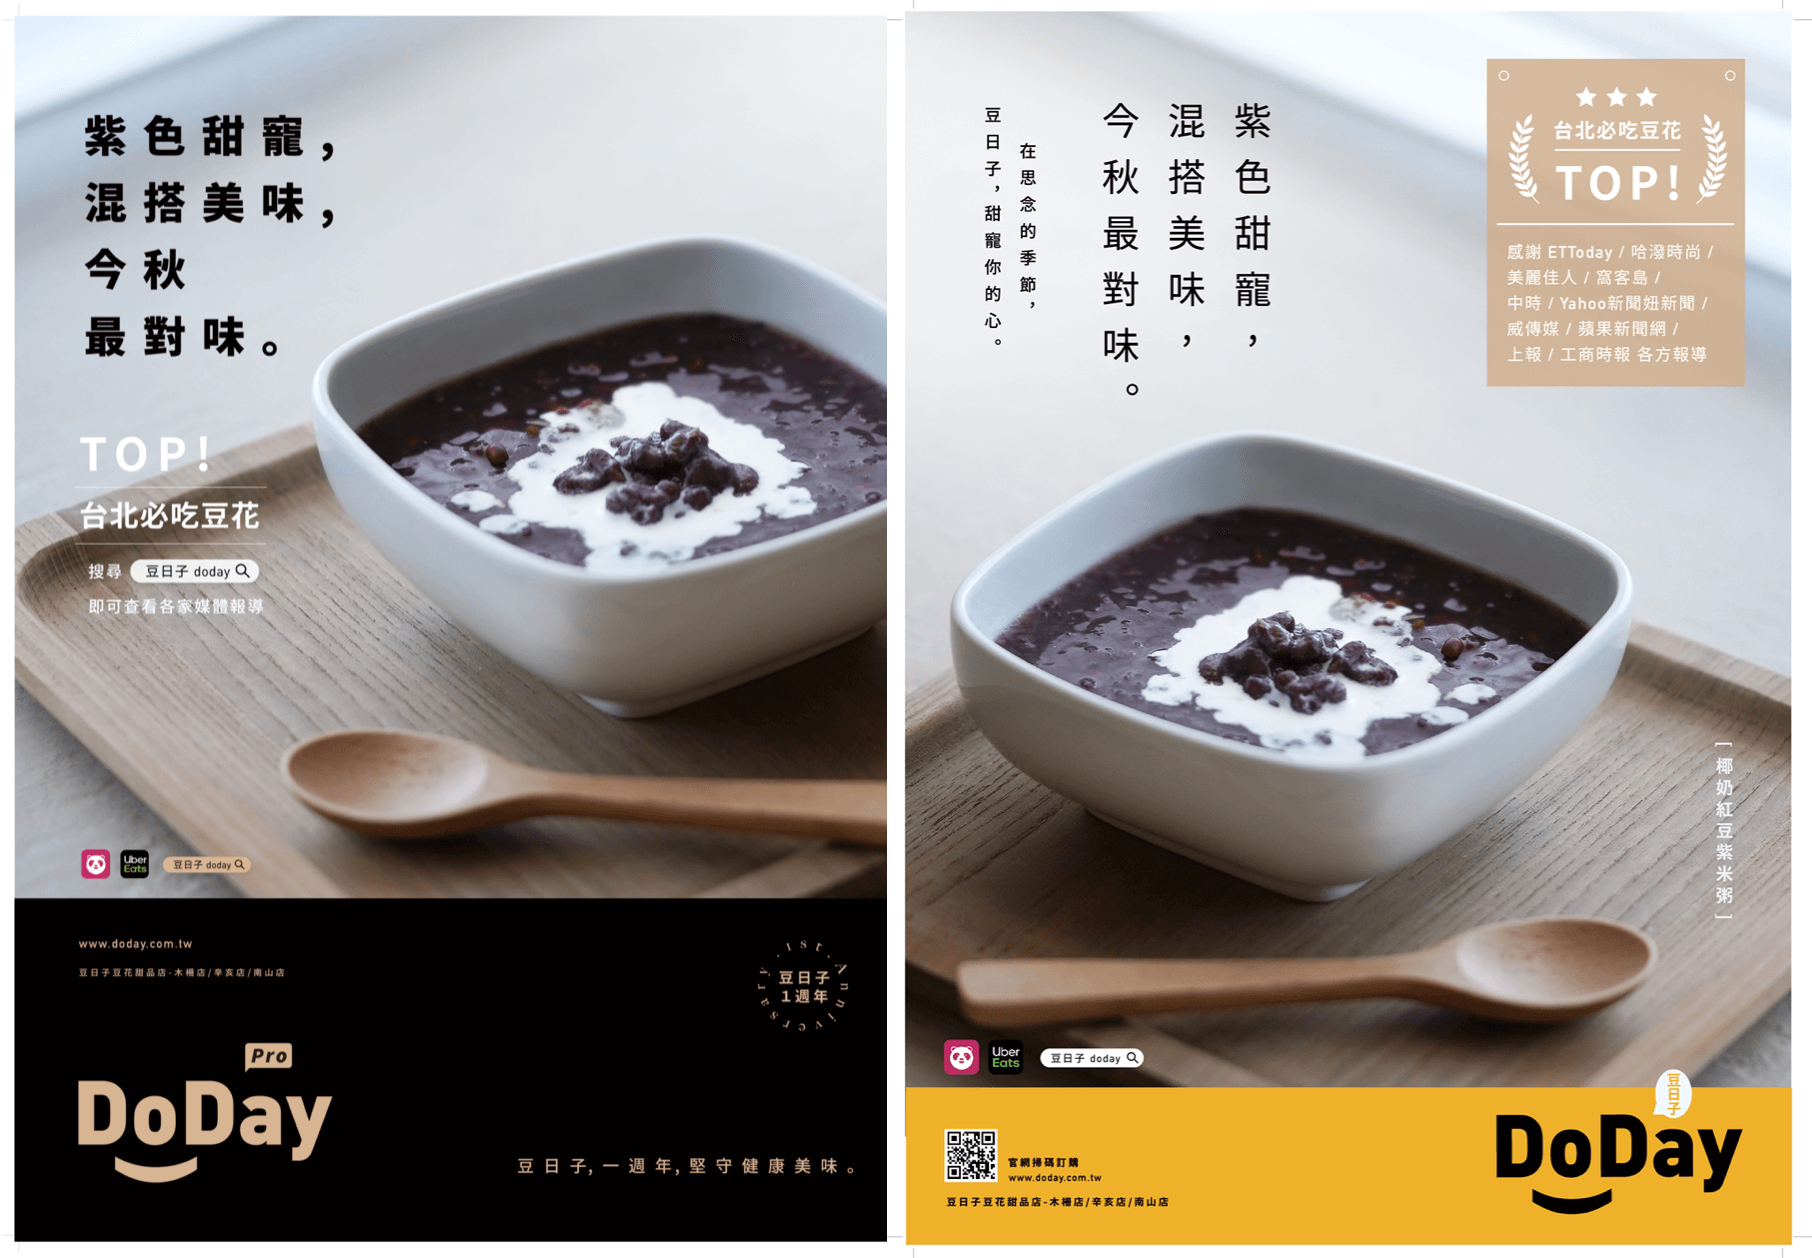 紫色甜寵，
混搭美味，
今秋
最對味。
TOP!
台北必吃豆花
搜尋 豆日子 doday
即可查看各家媒體報導
Uber Eats
豆日子 doday
www.doday.com.tw
豆日子豆花甜品店-木柵店/辛亥店/南山店
.1st. Anniversary
豆日子
1週年
Pro
DoDay
豆日子,一週年,堅守健康美味。
紫色甜寵，
混搭美味，
今秋最對味。
在思念的季節，
豆日子，甜寵你的心。
台北必吃豆花
TOP!
感謝 ETToday / 哈潑時尚 /
美麗佳人 / 窩客島 /
中時 / Yahoo新聞妞新聞 /
威傳媒 / 蘋果新聞網 /
上報 / 工商時報 各方報導
[椰奶紅豆紫米粥]
Uber Eats
豆日子 doday
官網掃碼訂購
www.doday.com.tw
豆日子豆花甜品店-木柵店/辛亥店/南山店
豆日子
DoDay